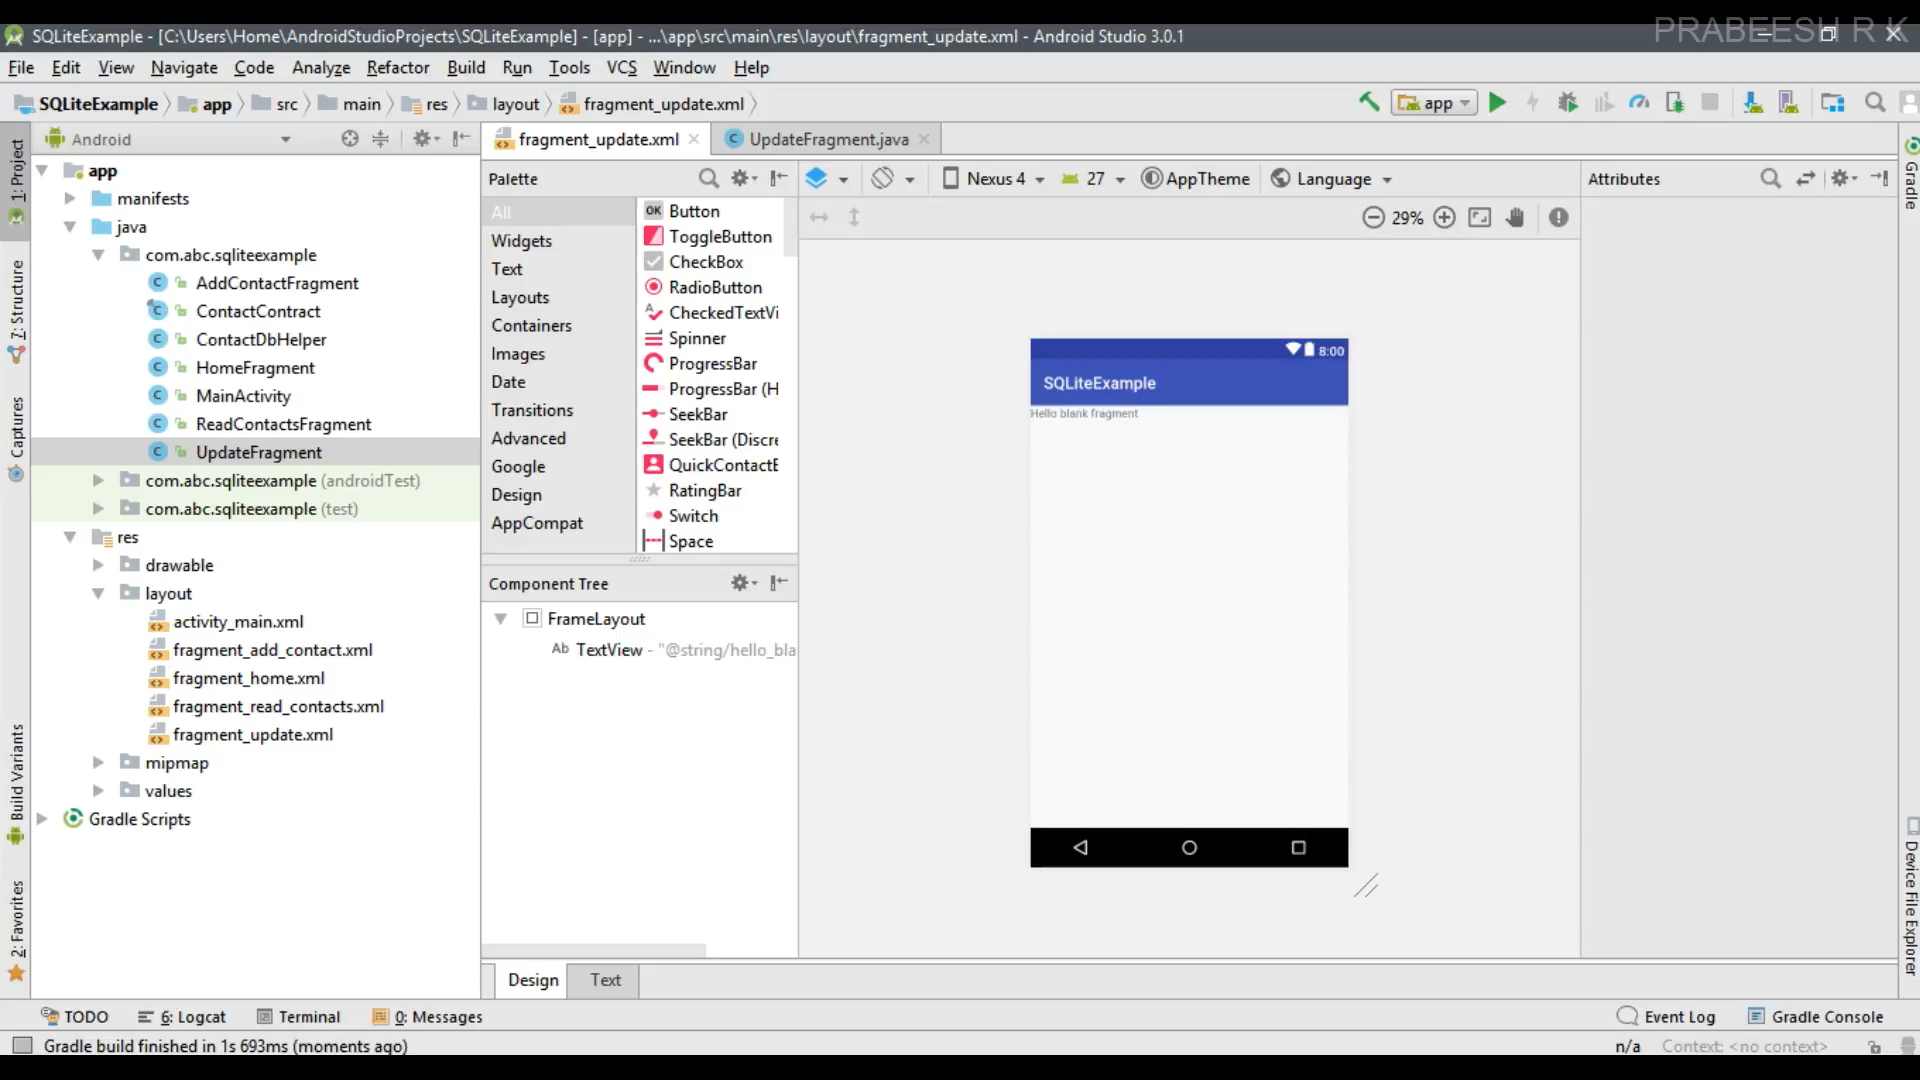 PRABEESH R K
SQLiteExample - [C:\Users\Home\AndroidStudioProjects\SQLiteExample] - [app] - ...\app\src\main\res\layout\fragment_update.xml - Android Studio 3.0.1
File Edit View Navigate Code Analyze Refactor Build Run Tools VCS Window Help
SQLiteExample app src main res layout fragment_update.xml
app
Android
fragment_update.xml
UpdateFragment.java
1: Project
7: Structure
Captures
Build Variants
2: Favorites
app
manifests
java
com.abc.sqliteexample
AddContactFragment
ContactContract
ContactDbHelper
HomeFragment
MainActivity
ReadContactsFragment
UpdateFragment
com.abc.sqliteexample (androidTest)
com.abc.sqliteexample (test)
res
drawable
layout
activity_main.xml
fragment_add_contact.xml
fragment_home.xml
fragment_read_contacts.xml
fragment_update.xml
mipmap
values
Gradle Scripts
Palette
All
Widgets
Text
Layouts
Containers
Images
Date
Transitions
Advanced
Google
Design
AppCompat
OK Button
ToggleButton
CheckBox
RadioButton
CheckedTextVi
Spinner
ProgressBar
ProgressBar (H
SeekBar
SeekBar (Discre
QuickContactB
RatingBar
Switch
Space
Component Tree
FrameLayout
Ab TextView - "@string/hello_bla
Nexus 4 27 AppTheme Language
29%
8:00
SQLiteExample
Hello blank fragment
Attributes
Gradle
Device File Explorer
Design Text
TODO 6: Logcat Terminal 0: Messages
Event Log Gradle Console
Gradle build finished in 1s 693ms (moments ago)
n/a Context: <no context>